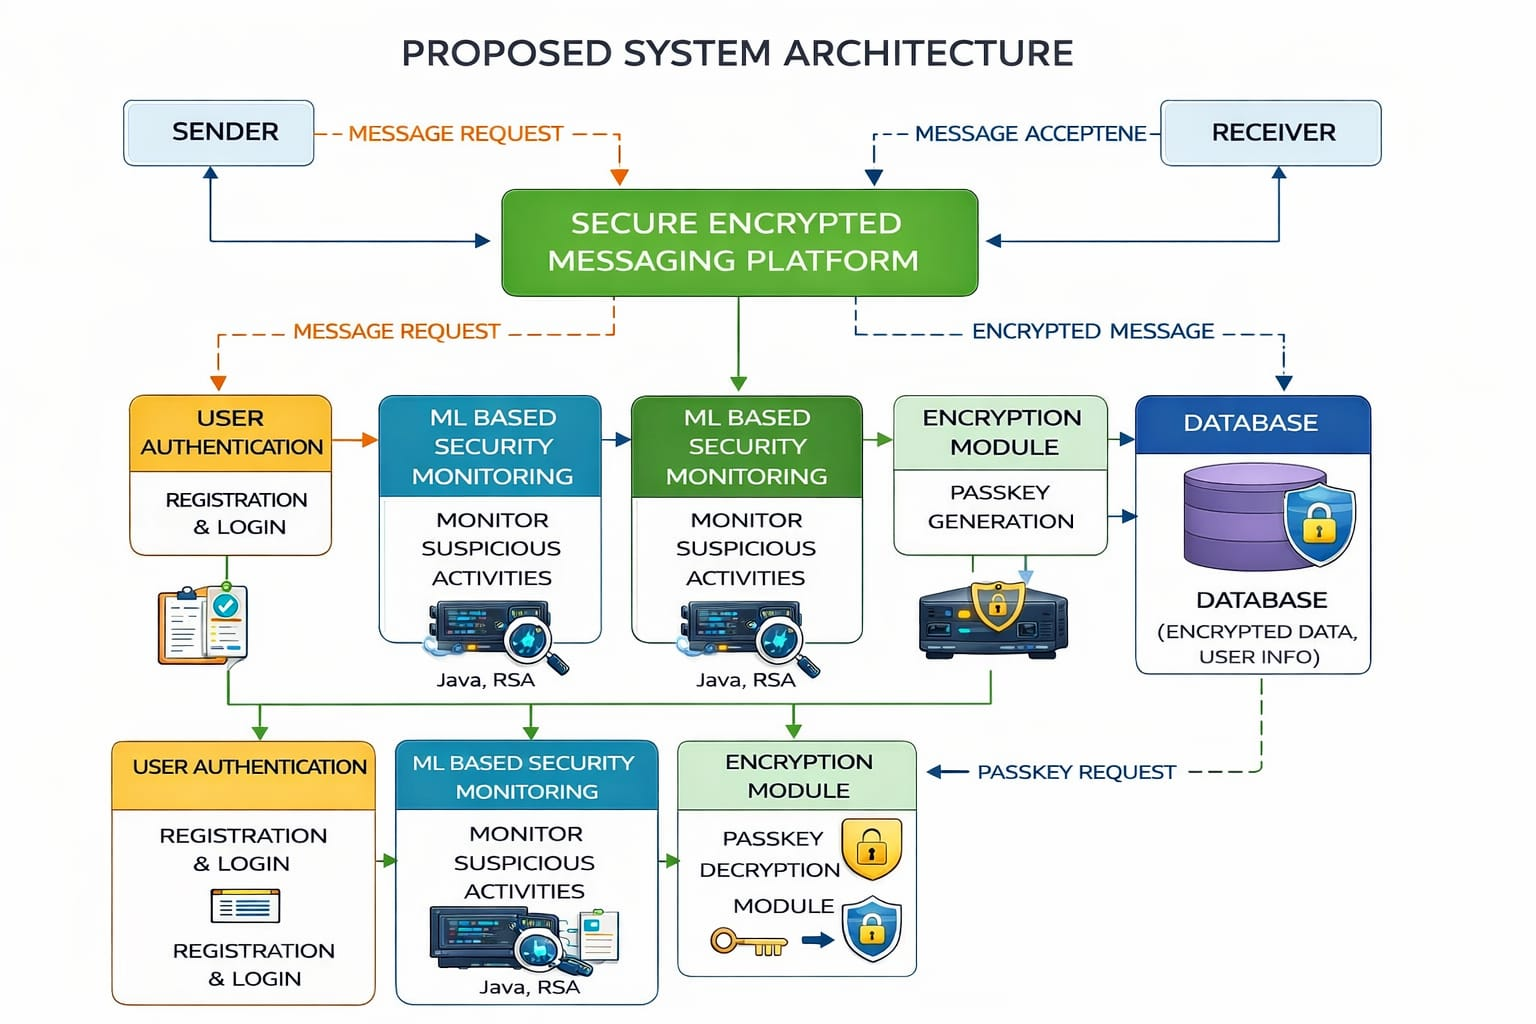 PROPOSED SYSTEM ARCHITECTURE
SENDER
MESSAGE REQUEST
MESSAGE ACCEPTENE
RECEIVER
SECURE ENCRYPTED
MESSAGING PLATFORM
MESSAGE REQUEST
ENCRYPTED MESSAGE
USER
AUTHENTICATION
REGISTRATION
& LOGIN
ML BASED
SECURITY
MONITORING
MONITOR
SUSPICIOUS
ACTIVITIES
Java, RSA
ML BASED
SECURITY
MONITORING
MONITOR
SUSPICIOUS
ACTIVITIES
Java, RSA
ENCRYPTION
MODULE
PASSKEY
GENERATION
DATABASE
DATABASE
(ENCRYPTED DATA,
USER INFO)
USER AUTHENTICATION
REGISTRATION
& LOGIN
REGISTRATION
& LOGIN
ML BASED SECURITY
MONITORING
MONITOR
SUSPICIOUS
ACTIVITIES
Java, RSA
ENCRYPTION
MODULE
PASSKEY
DECRYPTION
MODULE
PASSKEY REQUEST